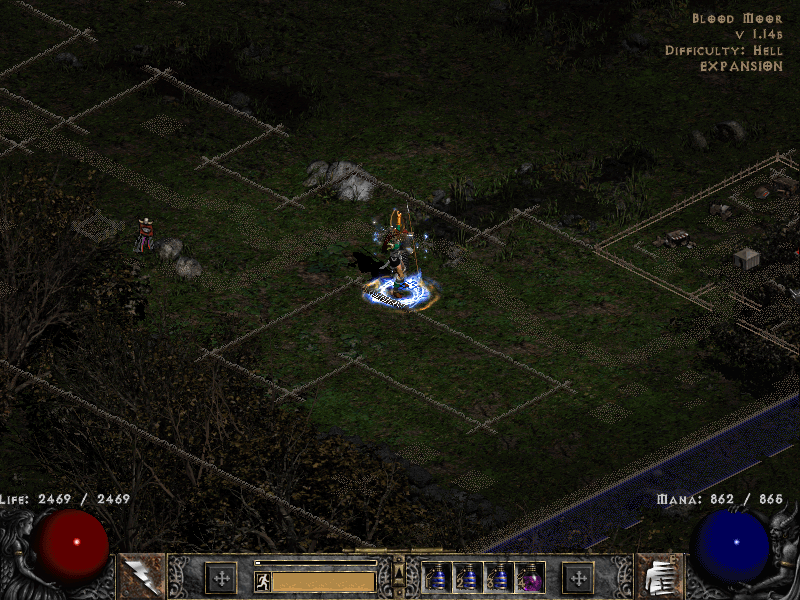 Blood Moor
v 1.14b
Difficulty: Hell
EXPANSION
Life: 2469 / 2469
Mana: 862 / 865